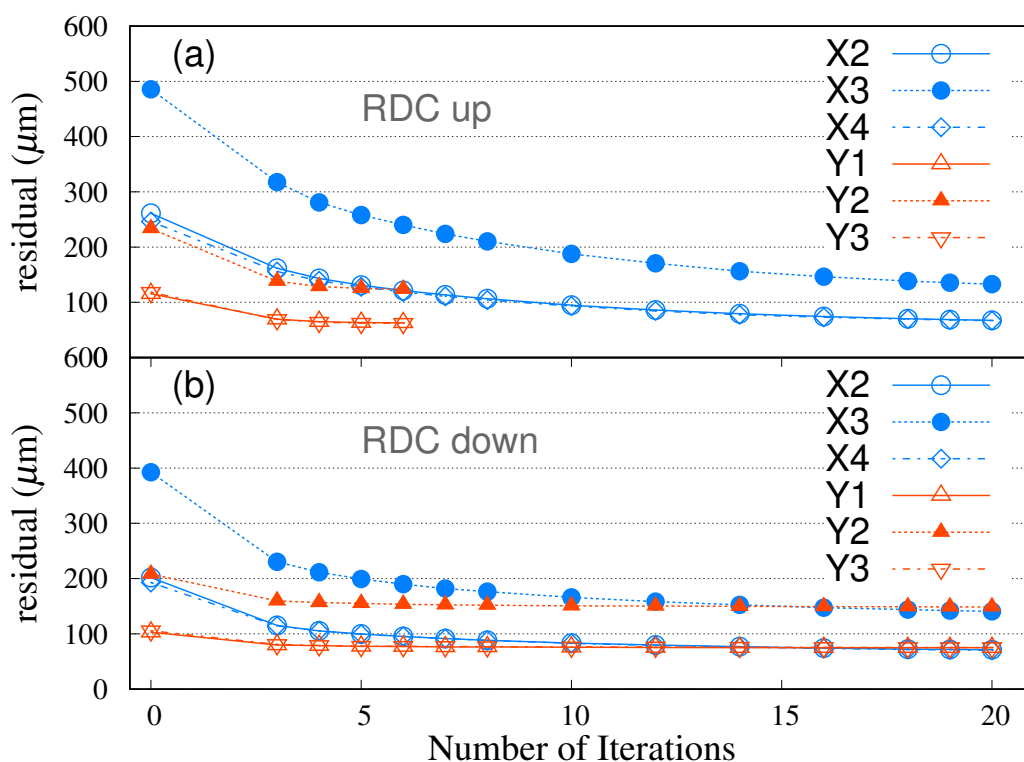 600
(a)
X2
500
RDC up
X3
400
X4
residual (μm)
300
Y1
Y2
200
Y3
100
600
(b)
X2
500
RDC down
X3
400
X4
residual (μm)
300
Y1
Y2
200
Y3
100
0
0 5 10 15 20
Number of Iterations